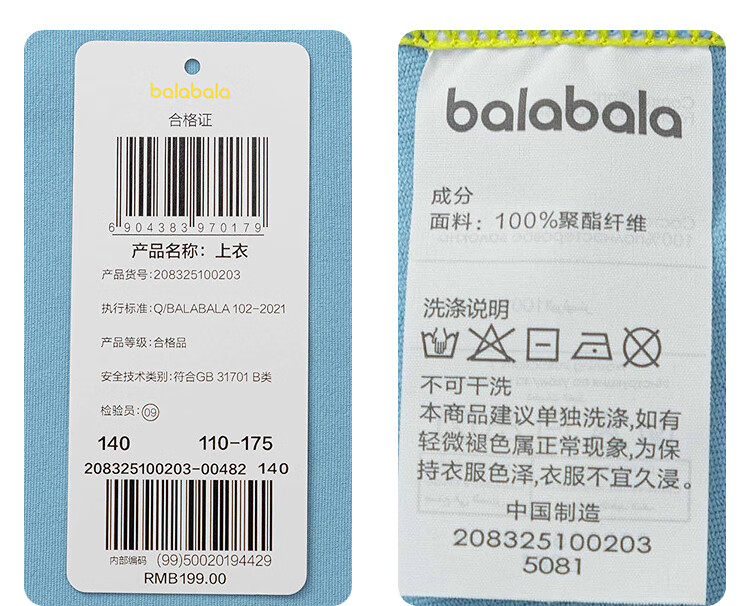 balabala
合格证
6 904383 970179
产品名称：上衣
产品货号：208325100203
执行标准：Q/BALABALA 102-2021
产品等级：合格品
安全技术类别：符合GB 31701 B类
检验员：09
140 110-175
208325100203-00482 140
内部编码 (99)50020194429
RMB199.00
balabala
成分
面料：100%聚酯纤维
洗涤说明
不可干洗
本商品建议单独洗涤,如有
轻微褪色属正常现象,为保
持衣服色泽,衣服不宜久浸。
中国制造
208325100203
5081